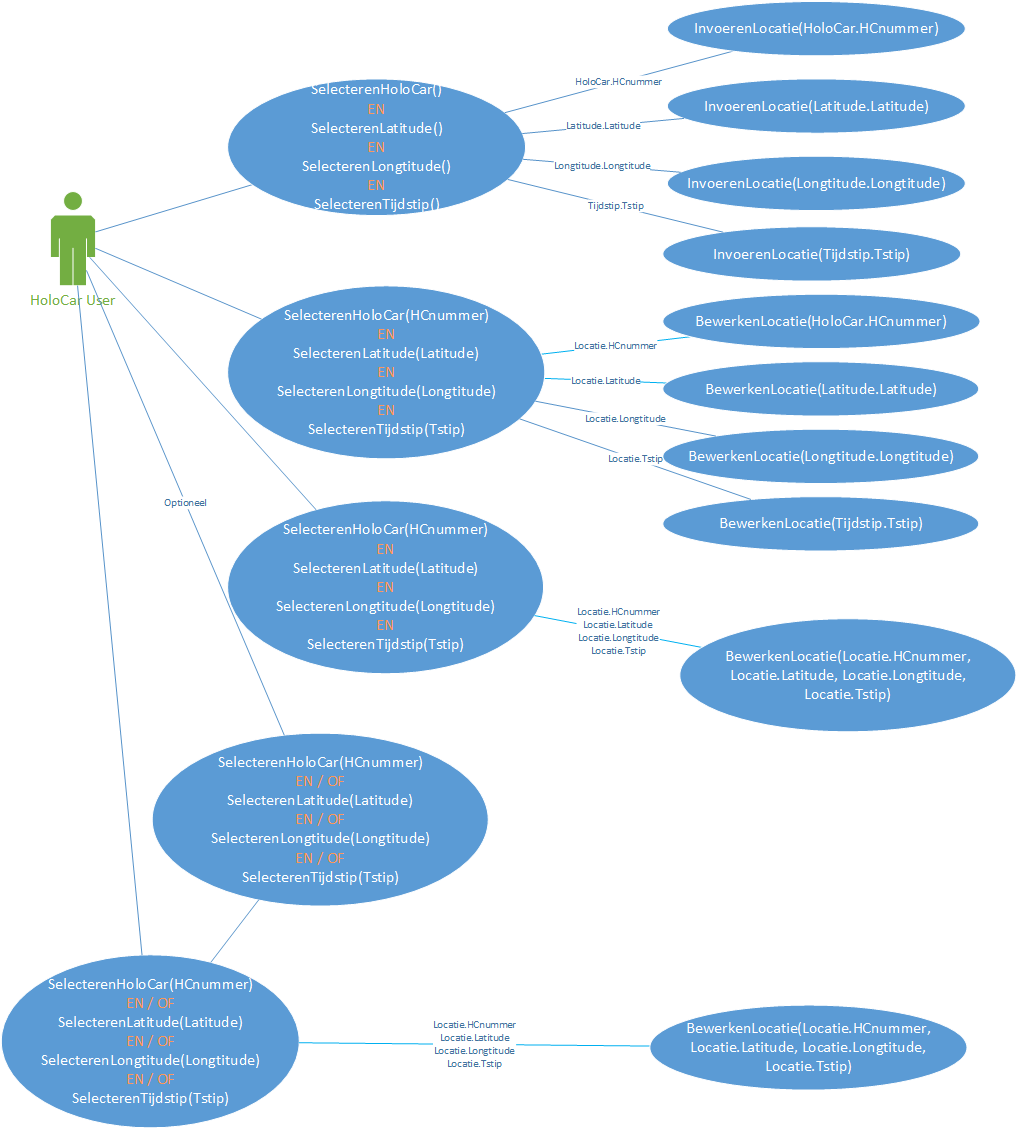 InvoerenLocatie(HoloCar.HCnummer)
HoloCar.HCnummer
SelecterenHoloCar()
EN
SelecterenLatitude()
EN
SelecterenLongtitude()
EN
SelecterenTijdstip()
InvoerenLocatie(Latitude.Latitude)
Latitude.Latitude
Longtitude.Longtitude
InvoerenLocatie(Longtitude.Longtitude)
Tijdstip.Tstip
InvoerenLocatie(Tijdstip.Tstip)
HoloCar User
SelecterenHoloCar(HCnummer)
EN
SelecterenLatitude(Latitude)
EN
SelecterenLongtitude(Longtitude)
EN
SelecterenTijdstip(Tstip)
BewerkenLocatie(HoloCar.HCnummer)
Locatie.HCnummer
Locatie.Latitude
BewerkenLocatie(Latitude.Latitude)
Locatie.Longtitude
BewerkenLocatie(Longtitude.Longtitude)
Locatie.Tstip
BewerkenLocatie(Tijdstip.Tstip)
Optioneel
SelecterenHoloCar(HCnummer)
EN
SelecterenLatitude(Latitude)
EN
SelecterenLongtitude(Longtitude)
EN
SelecterenTijdstip(Tstip)
Locatie.HCnummer
Locatie.Latitude
Locatie.Longtitude
Locatie.Tstip
BewerkenLocatie(Locatie.HCnummer,
Locatie.Latitude, Locatie.Longtitude,
Locatie.Tstip)
SelecterenHoloCar(HCnummer)
EN / OF
SelecterenLatitude(Latitude)
EN / OF
SelecterenLongtitude(Longtitude)
EN / OF
SelecterenTijdstip(Tstip)
SelecterenHoloCar(HCnummer)
EN / OF
SelecterenLatitude(Latitude)
EN / OF
SelecterenLongtitude(Longtitude)
EN / OF
SelecterenTijdstip(Tstip)
Locatie.HCnummer
Locatie.Latitude
Locatie.Longtitude
Locatie.Tstip
BewerkenLocatie(Locatie.HCnummer,
Locatie.Latitude, Locatie.Longtitude,
Locatie.Tstip)